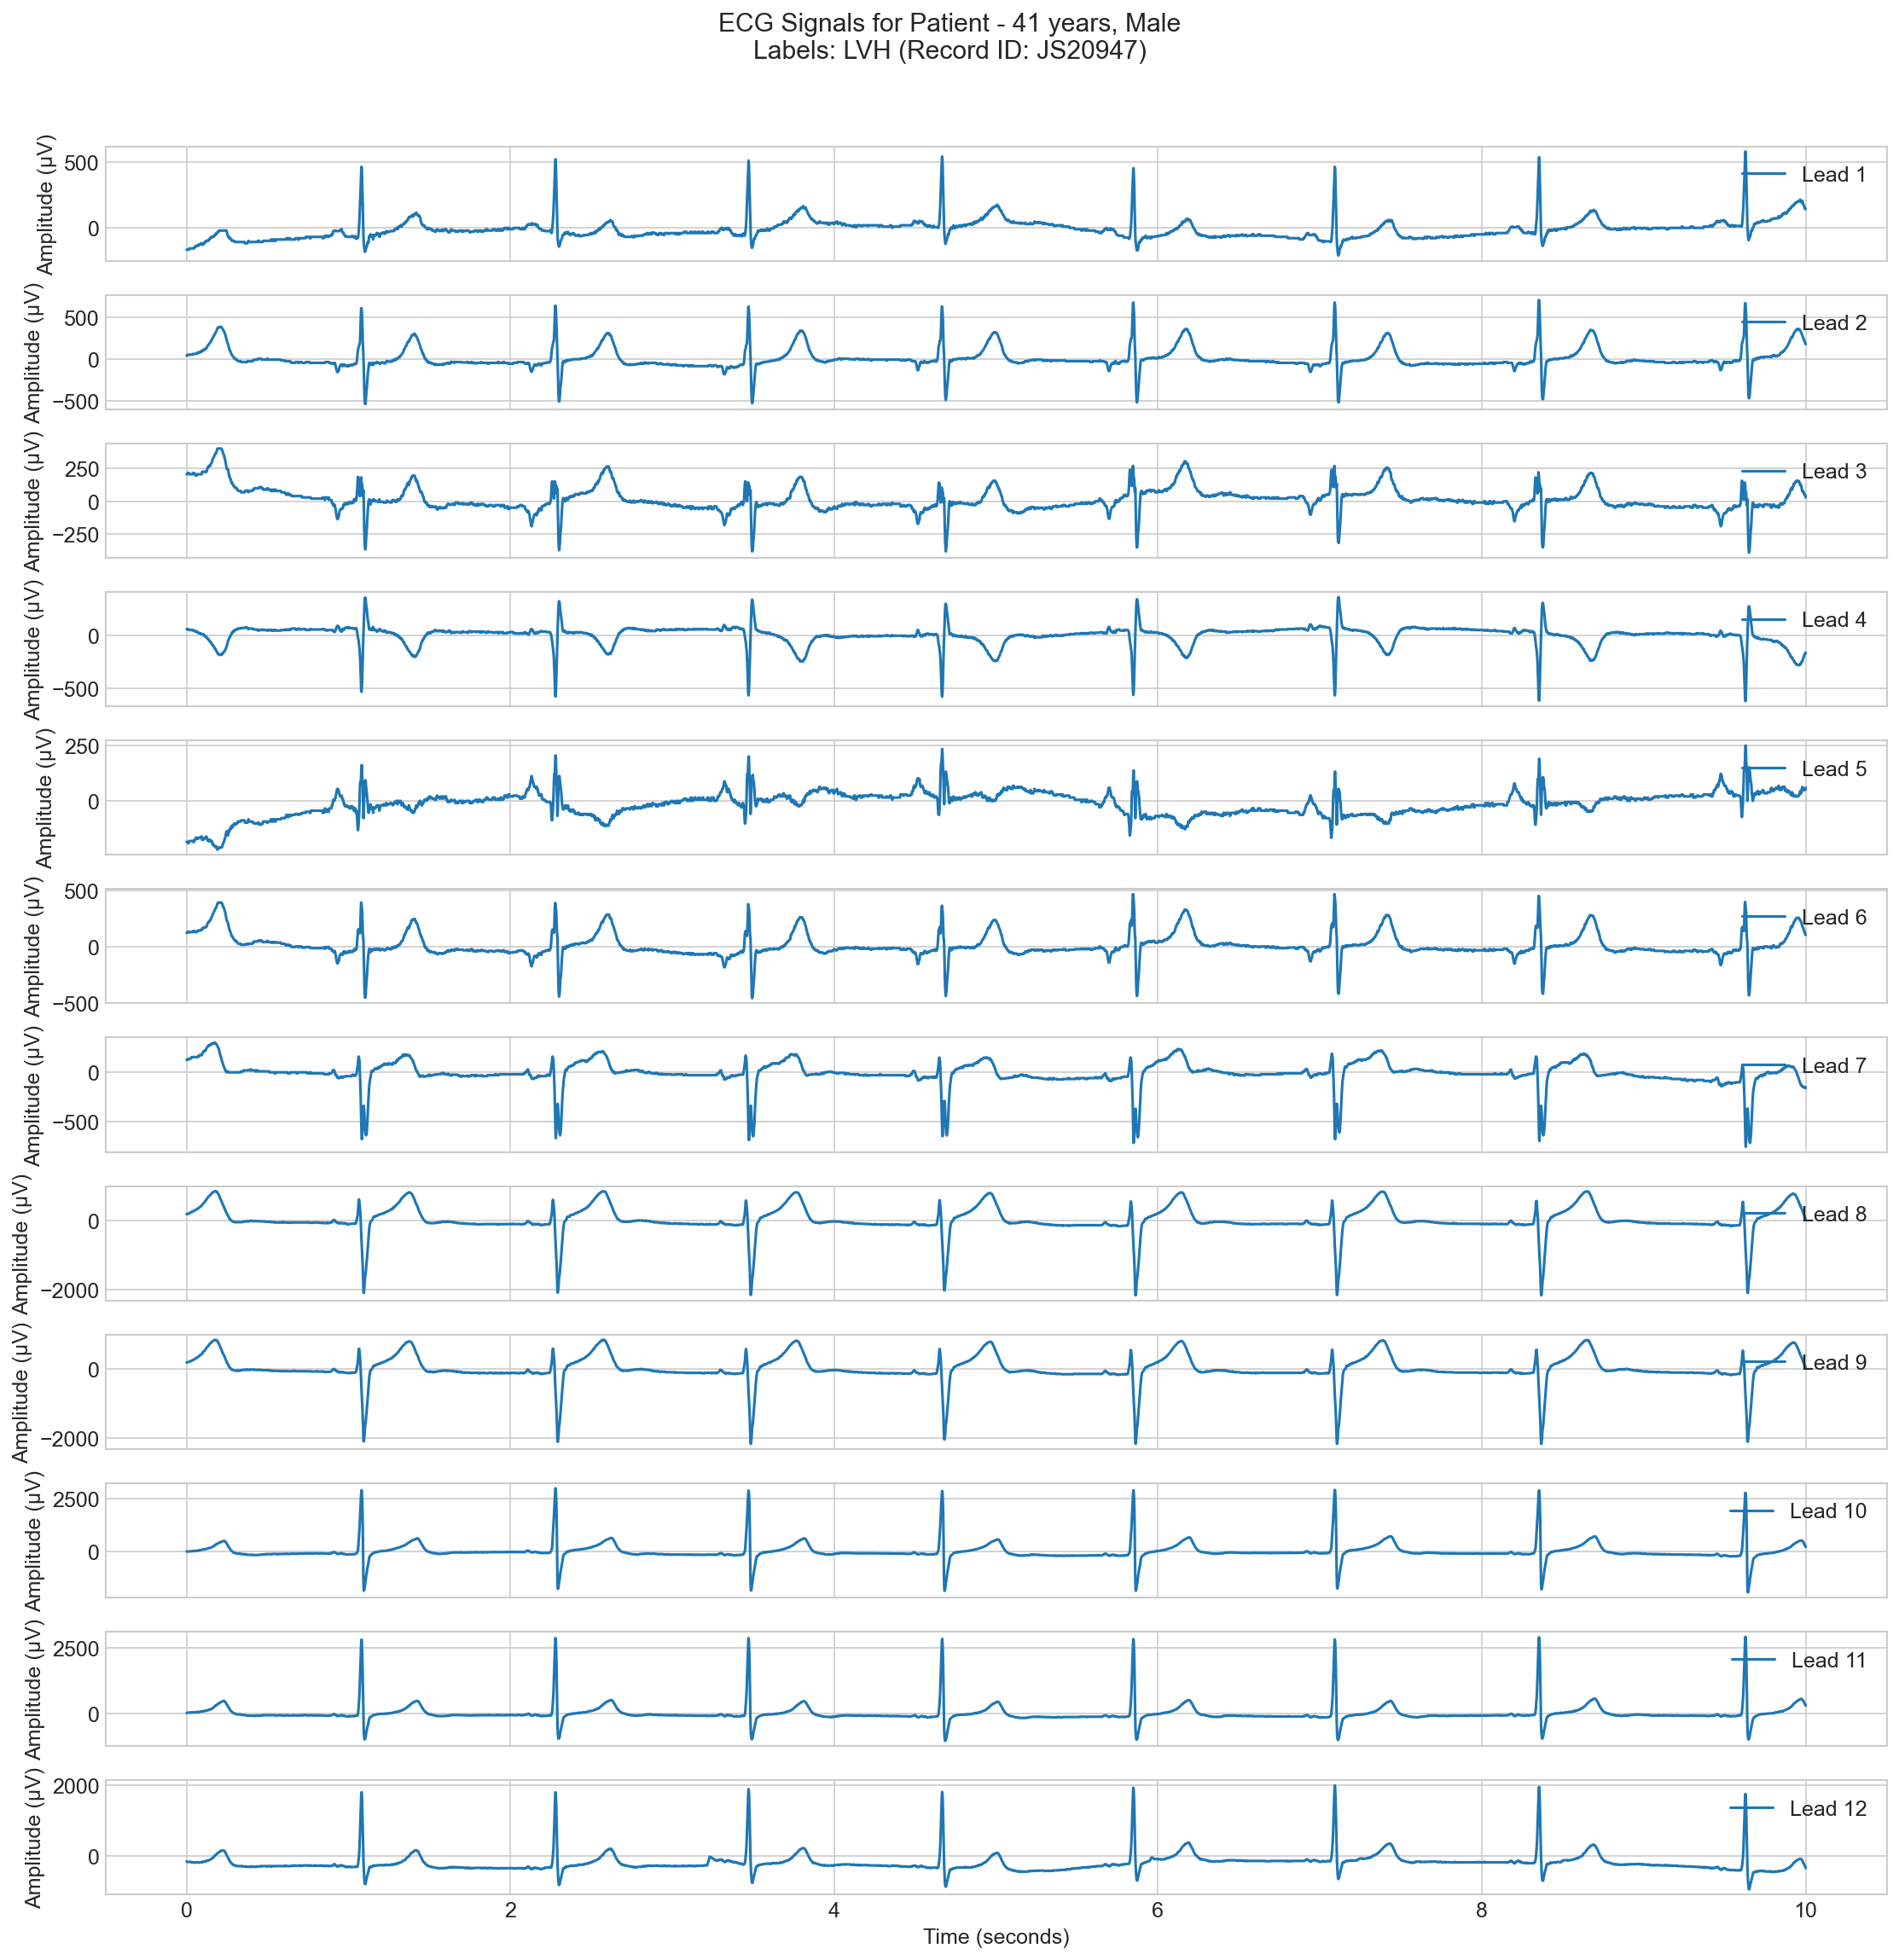 ECG Signals for Patient - 41 years, Male
Labels: LVH (Record ID: JS20947)
Amplitude (µV)
500
0
Lead 1
Amplitude (µV)
500
0
−500
Lead 2
Amplitude (µV)
250
0
−250
Lead 3
Amplitude (µV)
0
−500
Lead 4
Amplitude (µV)
250
0
Lead 5
Amplitude (µV)
500
0
−500
Lead 6
Amplitude (µV)
0
−500
Lead 7
Amplitude (µV)
0
−2000
Lead 8
Amplitude (µV)
0
−2000
Lead 9
Amplitude (µV)
2500
0
Lead 10
Amplitude (µV)
2500
0
Lead 11
Amplitude (µV)
2000
0
Lead 12
0 2 4 6 8 10
Time (seconds)